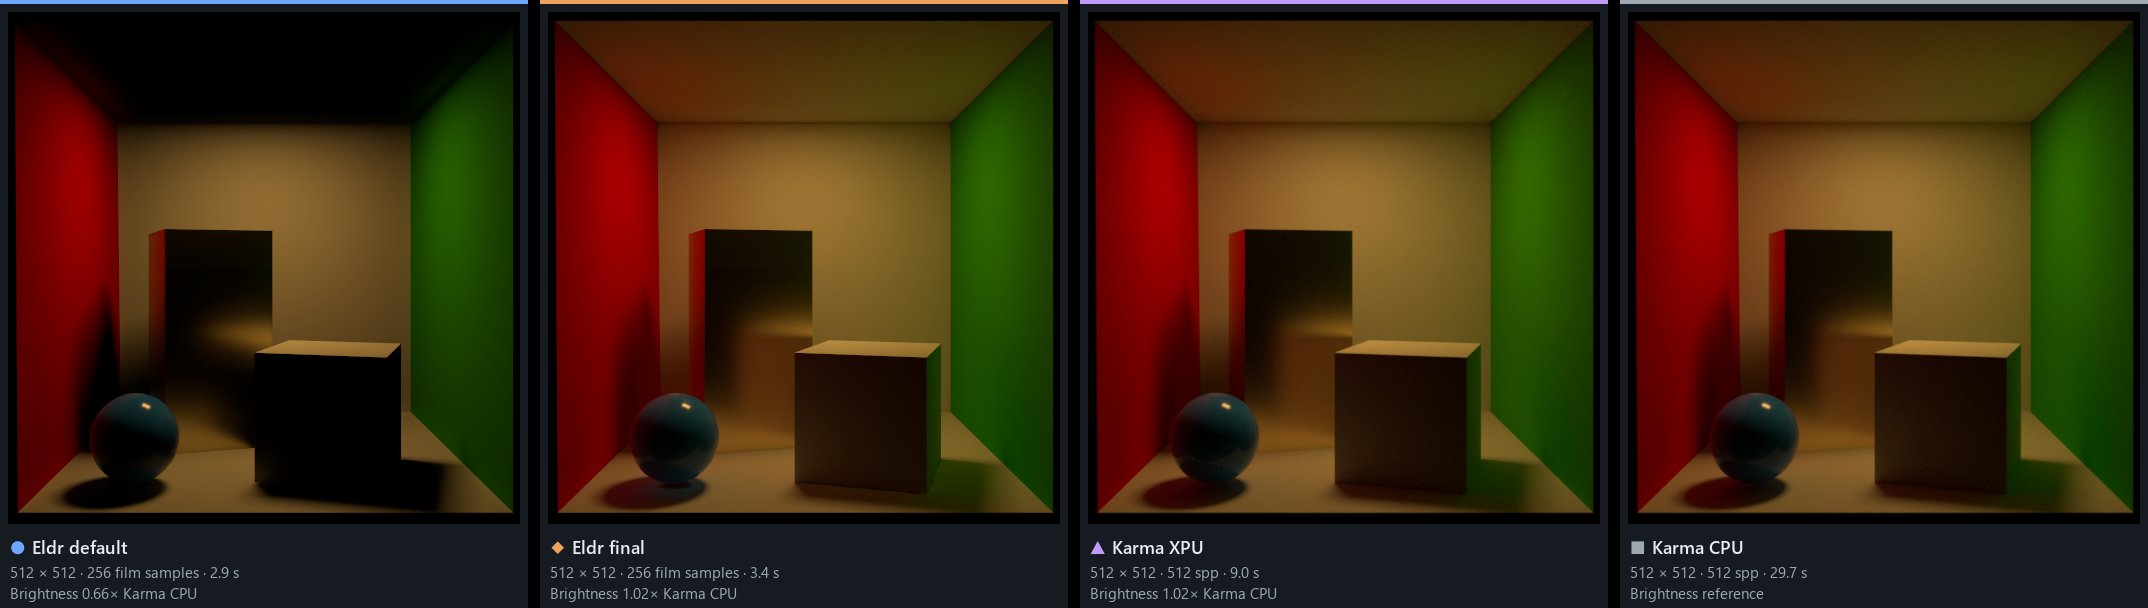 Eldr default
512 × 512 · 256 film samples · 2.9 s
Brightness 0.66× Karma CPU
Eldr final
512 × 512 · 256 film samples · 3.4 s
Brightness 1.02× Karma CPU
Karma XPU
512 × 512 · 512 spp · 9.0 s
Brightness 1.02× Karma CPU
Karma CPU
512 × 512 · 512 spp · 29.7 s
Brightness reference